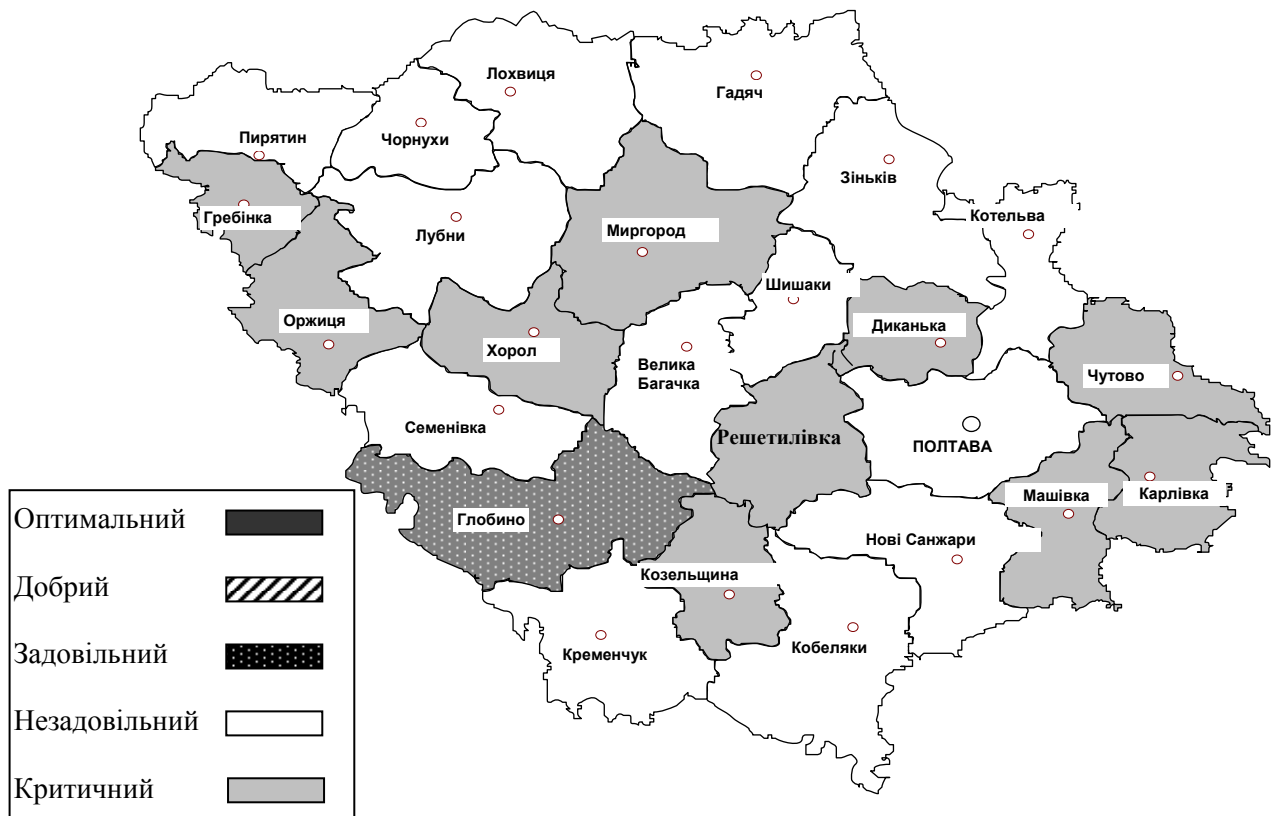 Лохвиця
Гадяч
Пирятин
Чорнухи
Зіньків
Гребінка
Лубни
Миргород
Котельва
Шишаки
Оржиця
Хорол
Диканька
Велика
Багачка
Чутово
Семенівка
Решетилівка
ПОЛТАВА
Глобино
Машівка
Карлівка
Нові Санжари
Козельщина
Кременчук
Кобеляки
Оптимальний
Добрий
Задовільний
Незадовільний
Критичний